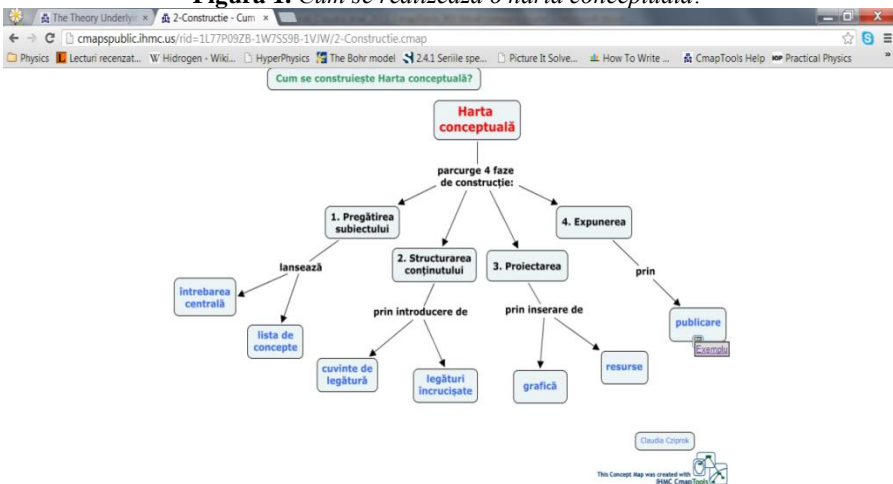 Figura 1. Cum se realizează o hartă conceptuală?
The Theory Underlyi
2-Constructie - Cum
cmapspublic.ihmc.us/rid=1L77P09ZB-1W7SS9B-1VJW/2-Constructie.cmap
Physics Lecturi recenzat... Hidrogen - Wiki... HyperPhysics The Bohr model 2.4.1 Seriile spe... Picture It Solve... How To Write ... CmapTools Help Practical Physics
Cum se construiește Harta conceptuală?
Harta
conceptuală
parcurge 4 faze
de construcție:
1. Pregătirea
subiectului
4. Expunerea
2. Structurarea
conținutului
3. Proiectarea
lansează
prin
întrebarea
centrală
prin introducere de
prin inserare de
publicare
Exemplu
lista de
concepte
cuvinte de
legătură
legături
încrucișate
grafică
resurse
Claudia Cziprok
This Concept Map was created with
IHMC CmapTools